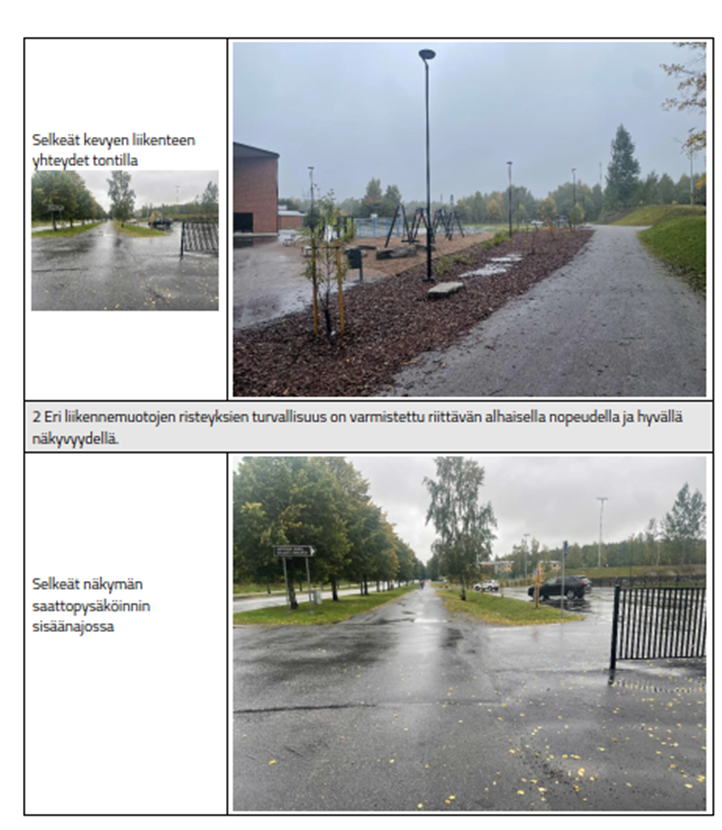 Selkeät kevyen liikenteen
yhteydet tontilla
2 Eri liikennemuotojen risteyksien turvallisuus on varmistettu riittävän alhaisella nopeudella ja hyvällä
näkyvyydellä.
Selkeät näkymän
saattopysäköinnin
sisäänajossa